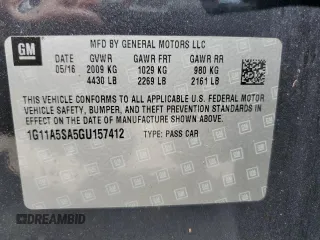 GM
MFD BY GENERAL MOTORS LLC
DATE GVWR GAWR FRT GAWR RR
05/16 2009 KG 1029 KG 980 KG
4430 LB 2269 LB 2161 LB
THIS VEHICLE CONFORMS TO ALL APPLICABLE U.S. FEDERAL MOTOR
VEHICLE SAFETY, BUMPER, AND THEFT PREVENTION STANDARDS
IN EFFECT ON THE DATE OF MANUFACTURE SHOWN ABOVE.
1G11A5SA5GU157412 TYPE: PASS CAR